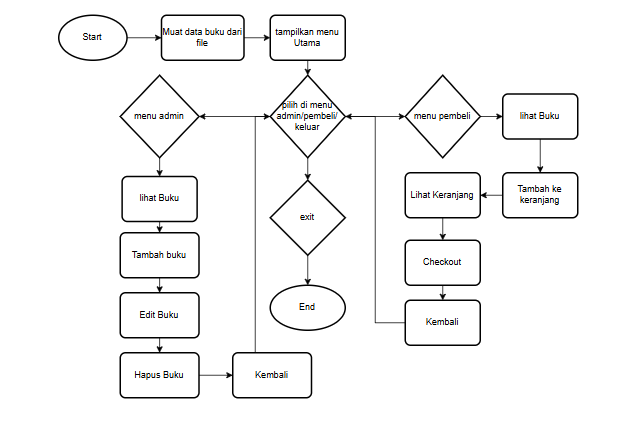 Start
Muat data buku dari
file
tampilkan menu
Utama
menu admin
pilih di menu
admin/pembeli/
keluar
menu pembeli
lihat Buku
lihat Buku
Lihat Keranjang
Tambah ke
keranjang
exit
Tambah buku
Checkout
Edit Buku
End
Kembali
Hapus Buku
Kembali